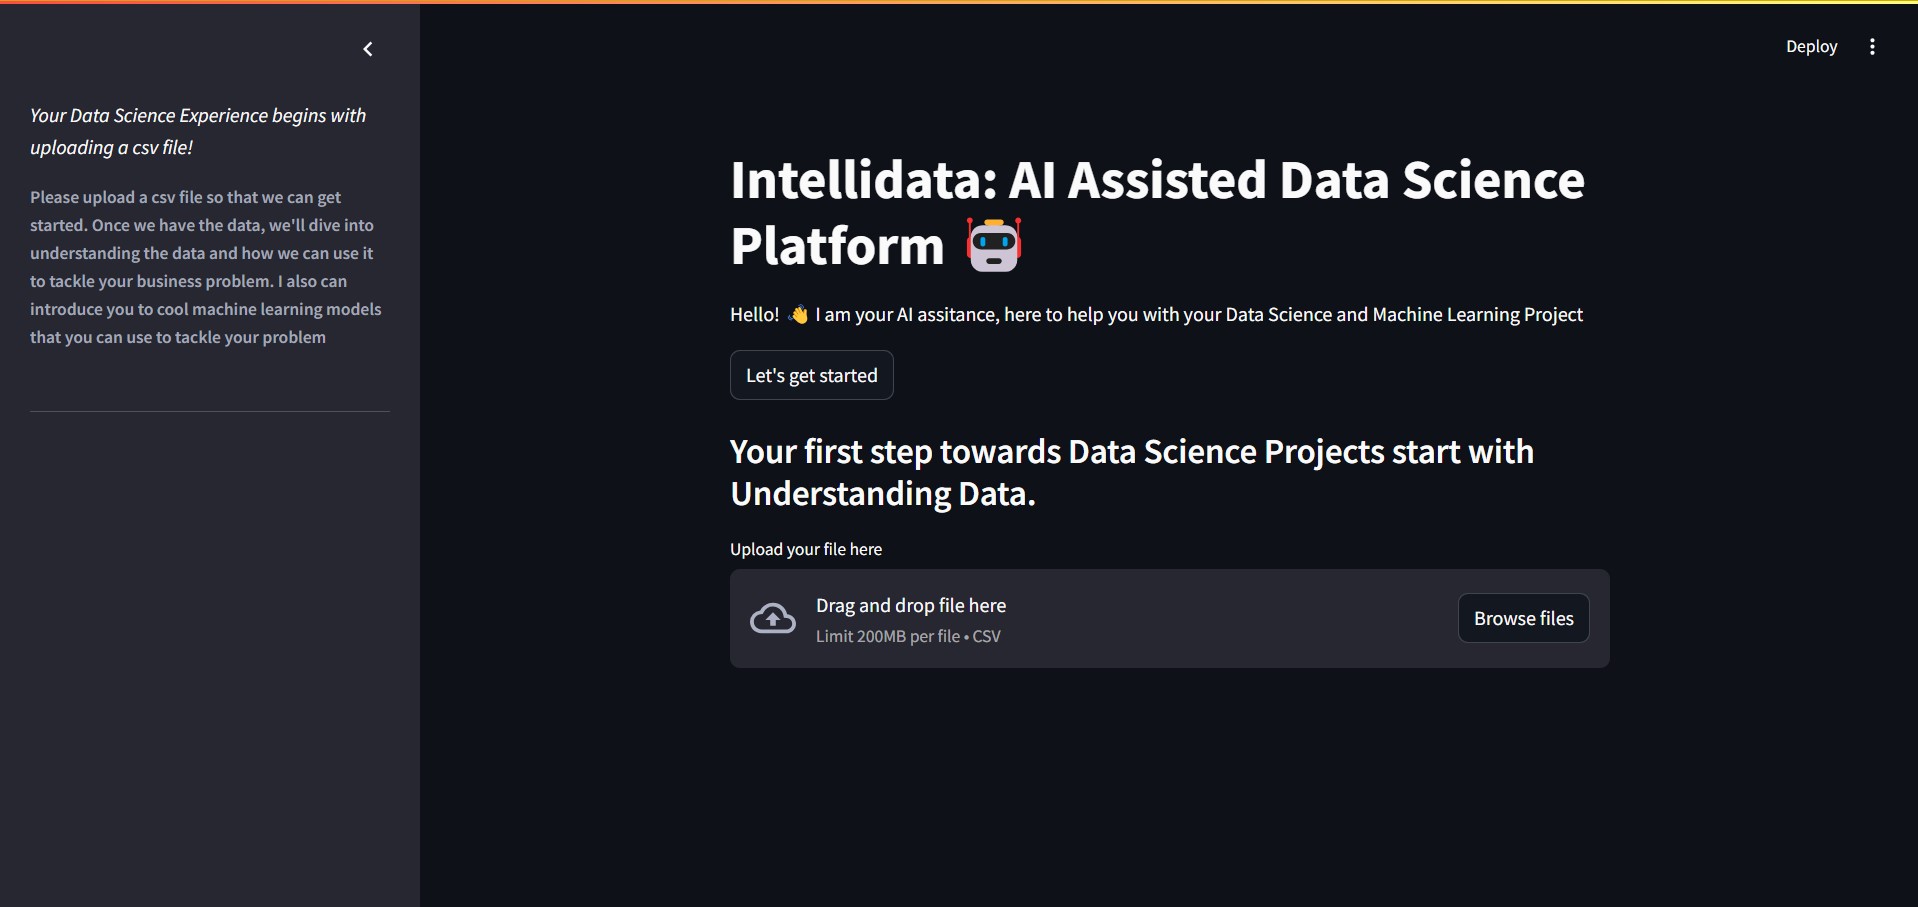 Deploy
Your Data Science Experience begins with
uploading a csv file!
Please upload a csv file so that we can get
started. Once we have the data, we'll dive into
understanding the data and how we can use it
to tackle your business problem. I also can
introduce you to cool machine learning models
that you can use to tackle your problem
Intellidata: AI Assisted Data Science
Platform
Hello! I am your AI assitance, here to help you with your Data Science and Machine Learning Project
Let's get started
Your first step towards Data Science Projects start with
Understanding Data.
Upload your file here
Drag and drop file here
Limit 200MB per file • CSV
Browse files